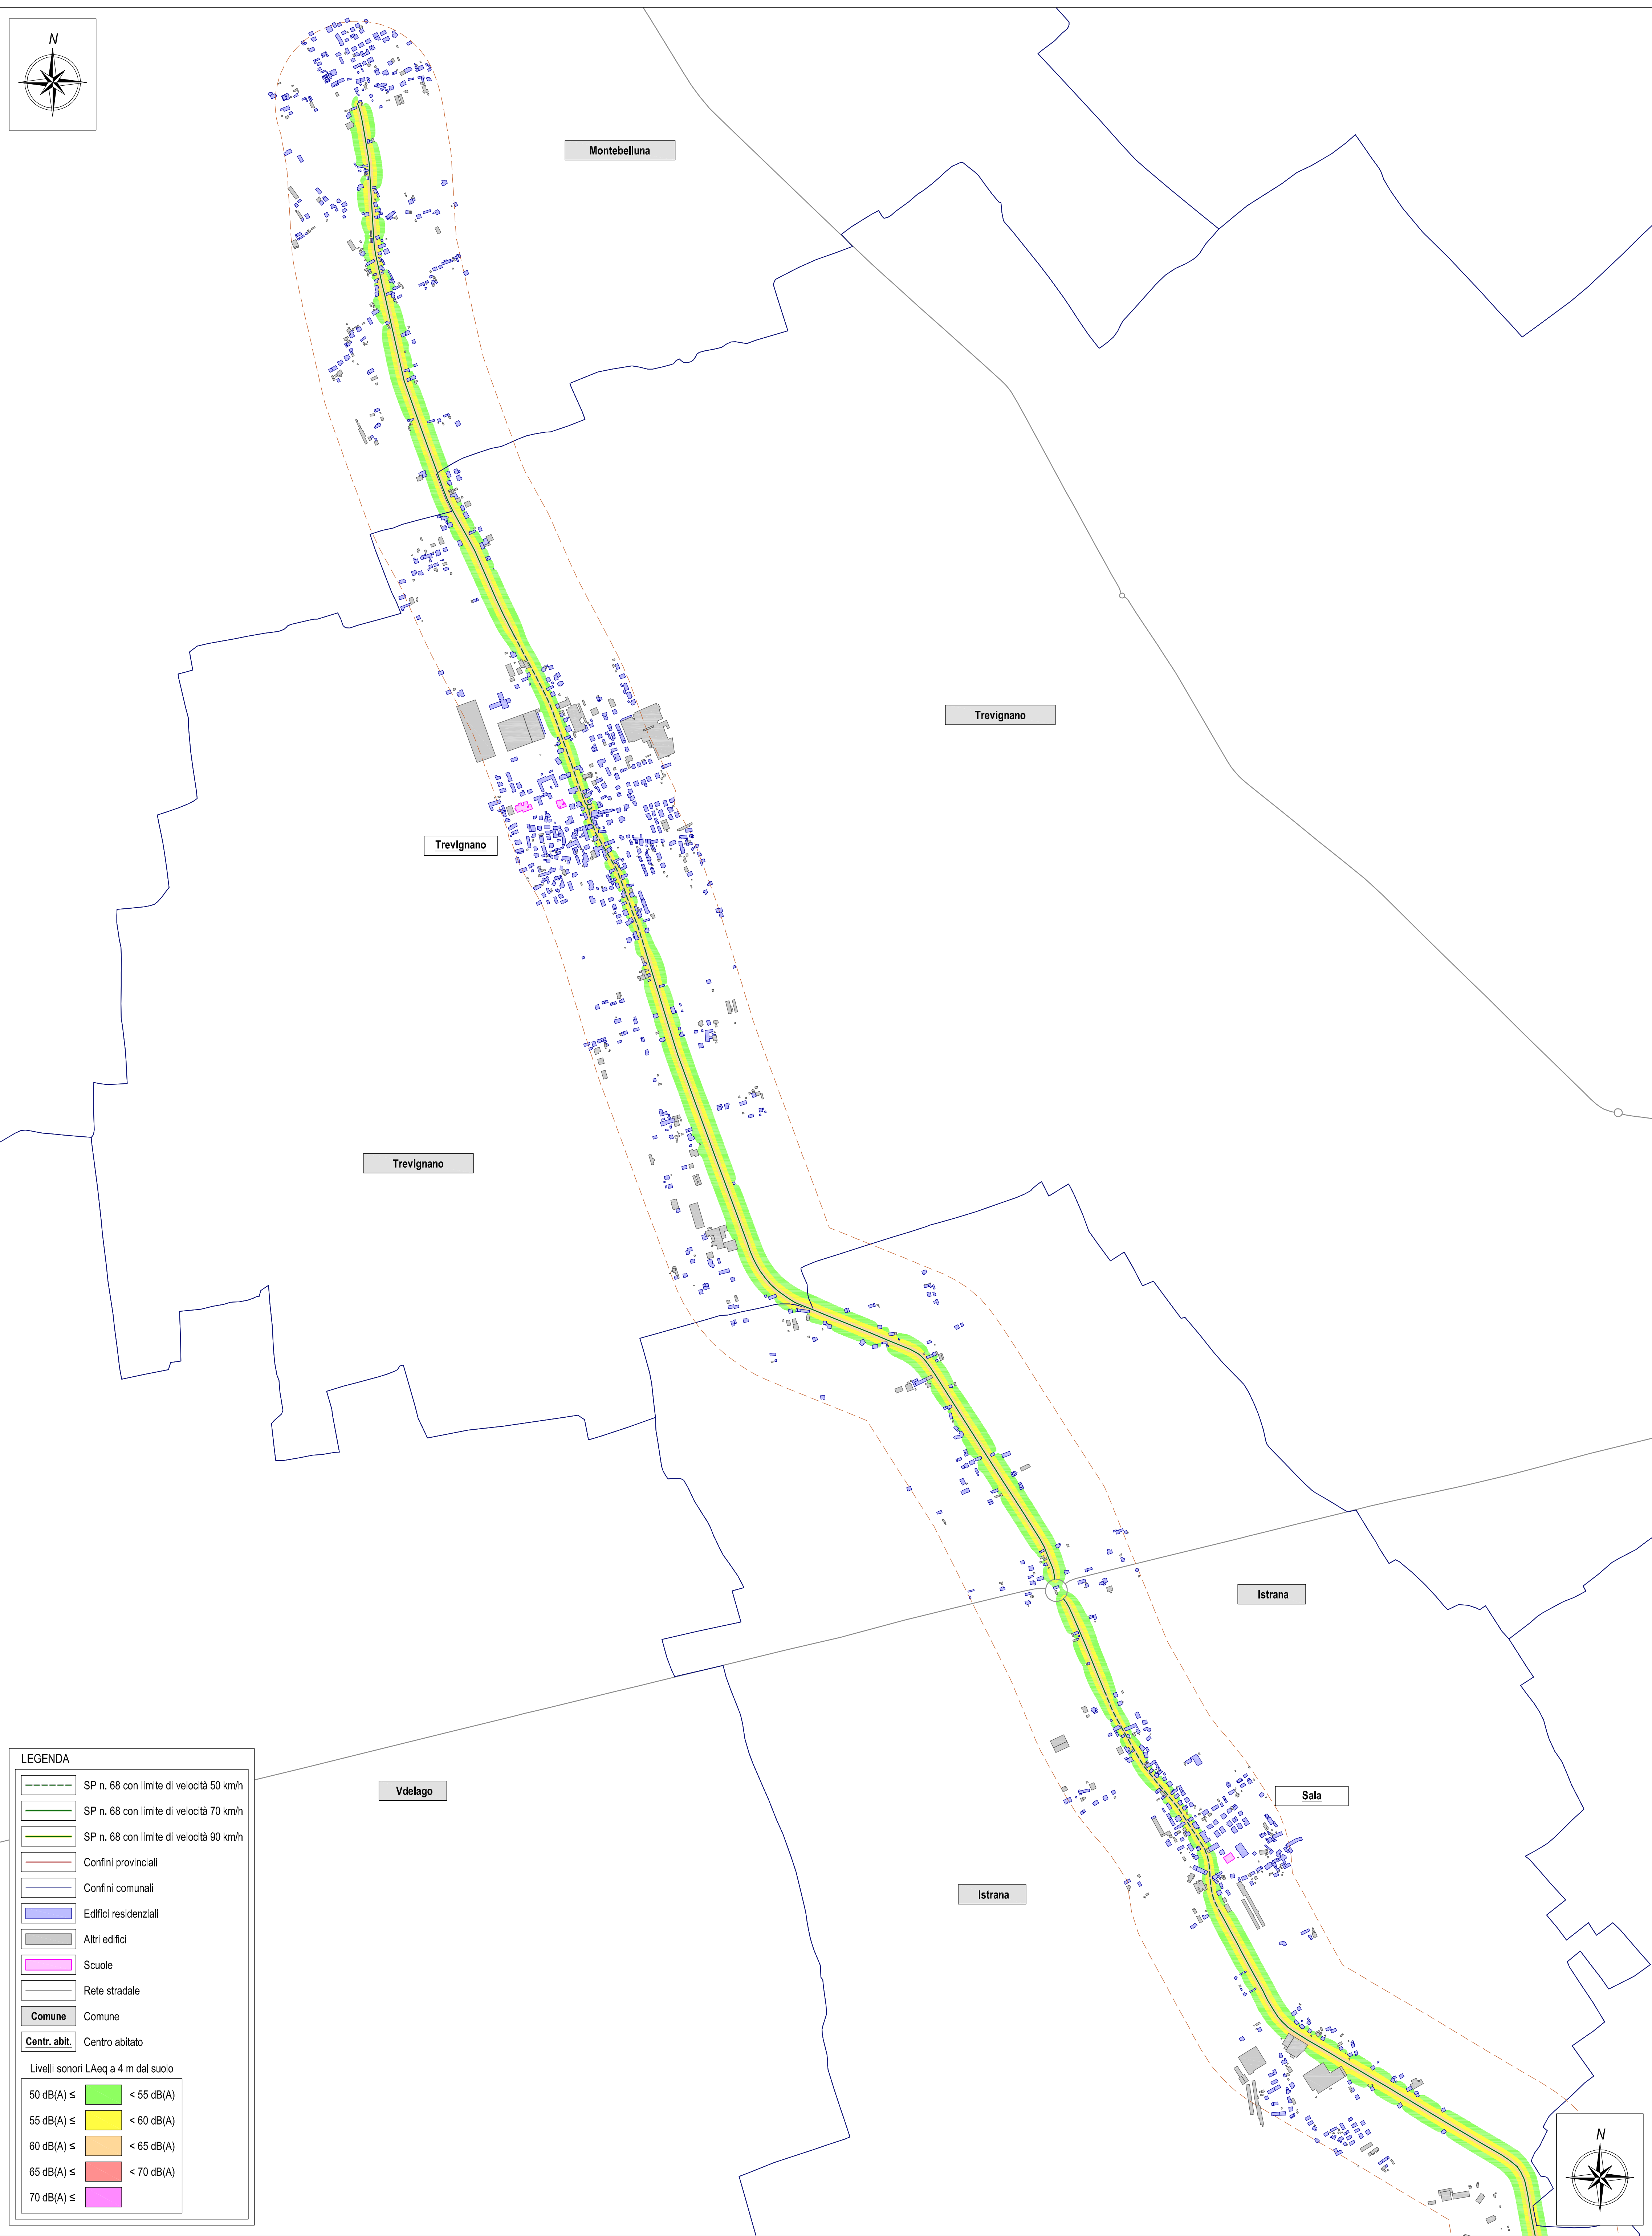 N
Montebelluna
Trevignano
Trevignano
Trevignano
Istrana
Vdelago
Sala
Istrana
LEGENDA
SP n. 68 con limite di velocità 50 km/h
SP n. 68 con limite di velocità 70 km/h
SP n. 68 con limite di velocità 90 km/h
Confini provinciali
Confini comunali
Edifici residenziali
Altri edifici
Scuole
Rete stradale
Comune Comune
Centr. abit. Centro abitato
Livelli sonori LAeq a 4 m dal suolo
50 dB(A) ≤ < 55 dB(A)
55 dB(A) ≤ < 60 dB(A)
60 dB(A) ≤ < 65 dB(A)
65 dB(A) ≤ < 70 dB(A)
70 dB(A) ≤
N